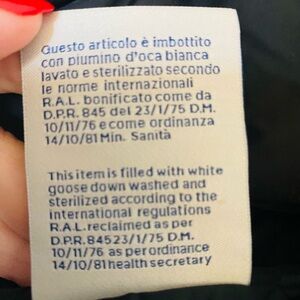 Questo articolo è imbottito
con piumino d'oca bianca
lavato e sterilizzato secondo
le norme internazionali
R.A.L. bonificato come da
D.P.R. 845 del 23/1/75 D.M.
10/11/76 e come ordinanza
14/10/81 Min. Sanità
This item is filled with white
goose down washed and
sterilized according to the
international regulations
R.A.L. reclaimed as per
D.P.R. 84523/1/75 D.M.
10/11/76 as per ordinance
14/10/81 health secretary